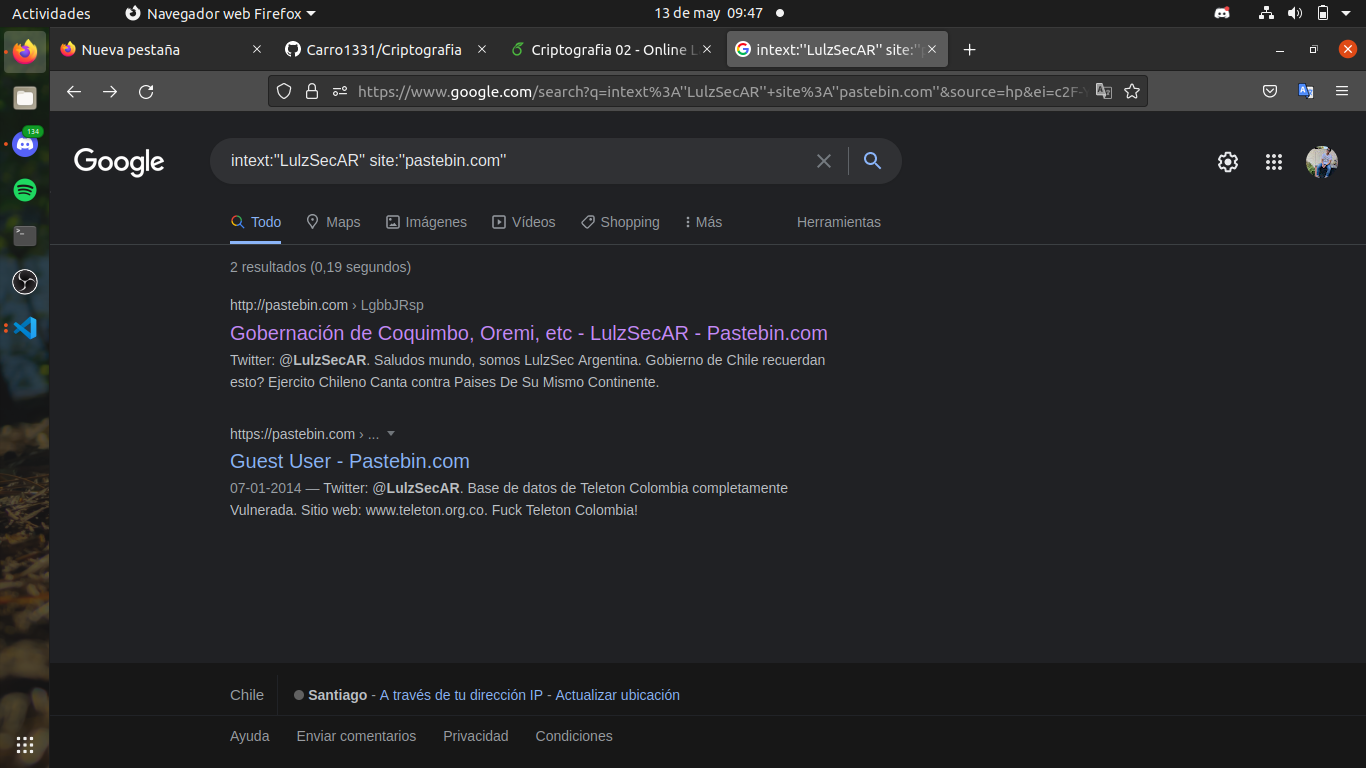 Actividades Navegador web Firefox 13 de may 09:47
Nueva pestaña Carro1331/Criptografia Criptografia 02 - Online L intext:"LulzSecAR" site:"p
https://www.google.com/search?q=intext%3A"LulzSecAR"+site%3A"pastebin.com"&source=hp&ei=c2F-Y
134
Google intext:"LulzSecAR" site:"pastebin.com"
Todo Maps Imágenes Vídeos Shopping Más Herramientas
2 resultados (0,19 segundos)
http://pastebin.com › LgbbJRsp
Gobernación de Coquimbo, Oremi, etc - LulzSecAR - Pastebin.com
Twitter: @LulzSecAR. Saludos mundo, somos LulzSec Argentina. Gobierno de Chile recuerdan
esto? Ejercito Chileno Canta contra Paises De Su Mismo Continente.
https://pastebin.com › ...
Guest User - Pastebin.com
07-01-2014 — Twitter: @LulzSecAR. Base de datos de Teleton Colombia completamente
Vulnerada. Sitio web: www.teleton.org.co. Fuck Teleton Colombia!
Chile Santiago - A través de tu dirección IP - Actualizar ubicación
Ayuda Enviar comentarios Privacidad Condiciones